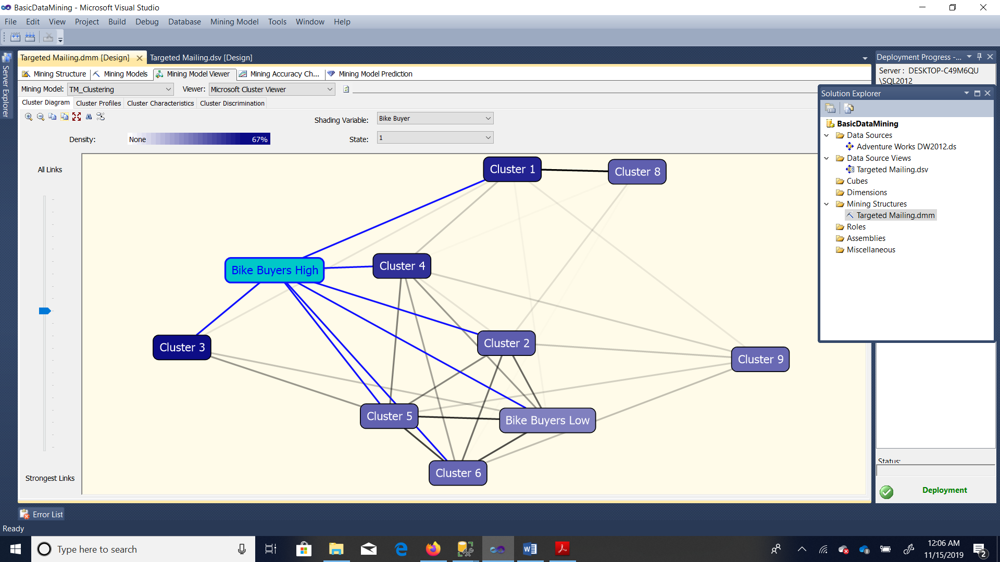 BasicDataMining - Microsoft Visual Studio
File Edit View Project Build Debug Database Mining Model Tools Window Help
Server Explorer
Targeted Mailing.dmm [Design] Targeted Mailing.dsv [Design]
Mining Structure Mining Models Mining Model Viewer Mining Accuracy Ch... Mining Model Prediction
Mining Model: TM_Clustering Viewer: Microsoft Cluster Viewer
Cluster Diagram Cluster Profiles Cluster Characteristics Cluster Discrimination
Shading Variable: Bike Buyer
Density: None 67% State: 1
All Links
Strongest Links
Cluster 1
Cluster 8
Bike Buyers High
Cluster 4
Cluster 3
Cluster 2
Cluster 9
Cluster 5
Bike Buyers Low
Cluster 6
Deployment Progress -...
Server : DESKTOP-C49M6QU
\SQL2012
Solution Explorer
BasicDataMining
Data Sources
Adventure Works DW2012.ds
Data Source Views
Targeted Mailing.dsv
Cubes
Dimensions
Mining Structures
Targeted Mailing.dmm
Roles
Assemblies
Miscellaneous
Status:
Deployment
Error List
Ready
Type here to search
12:06 AM
11/15/2019
2